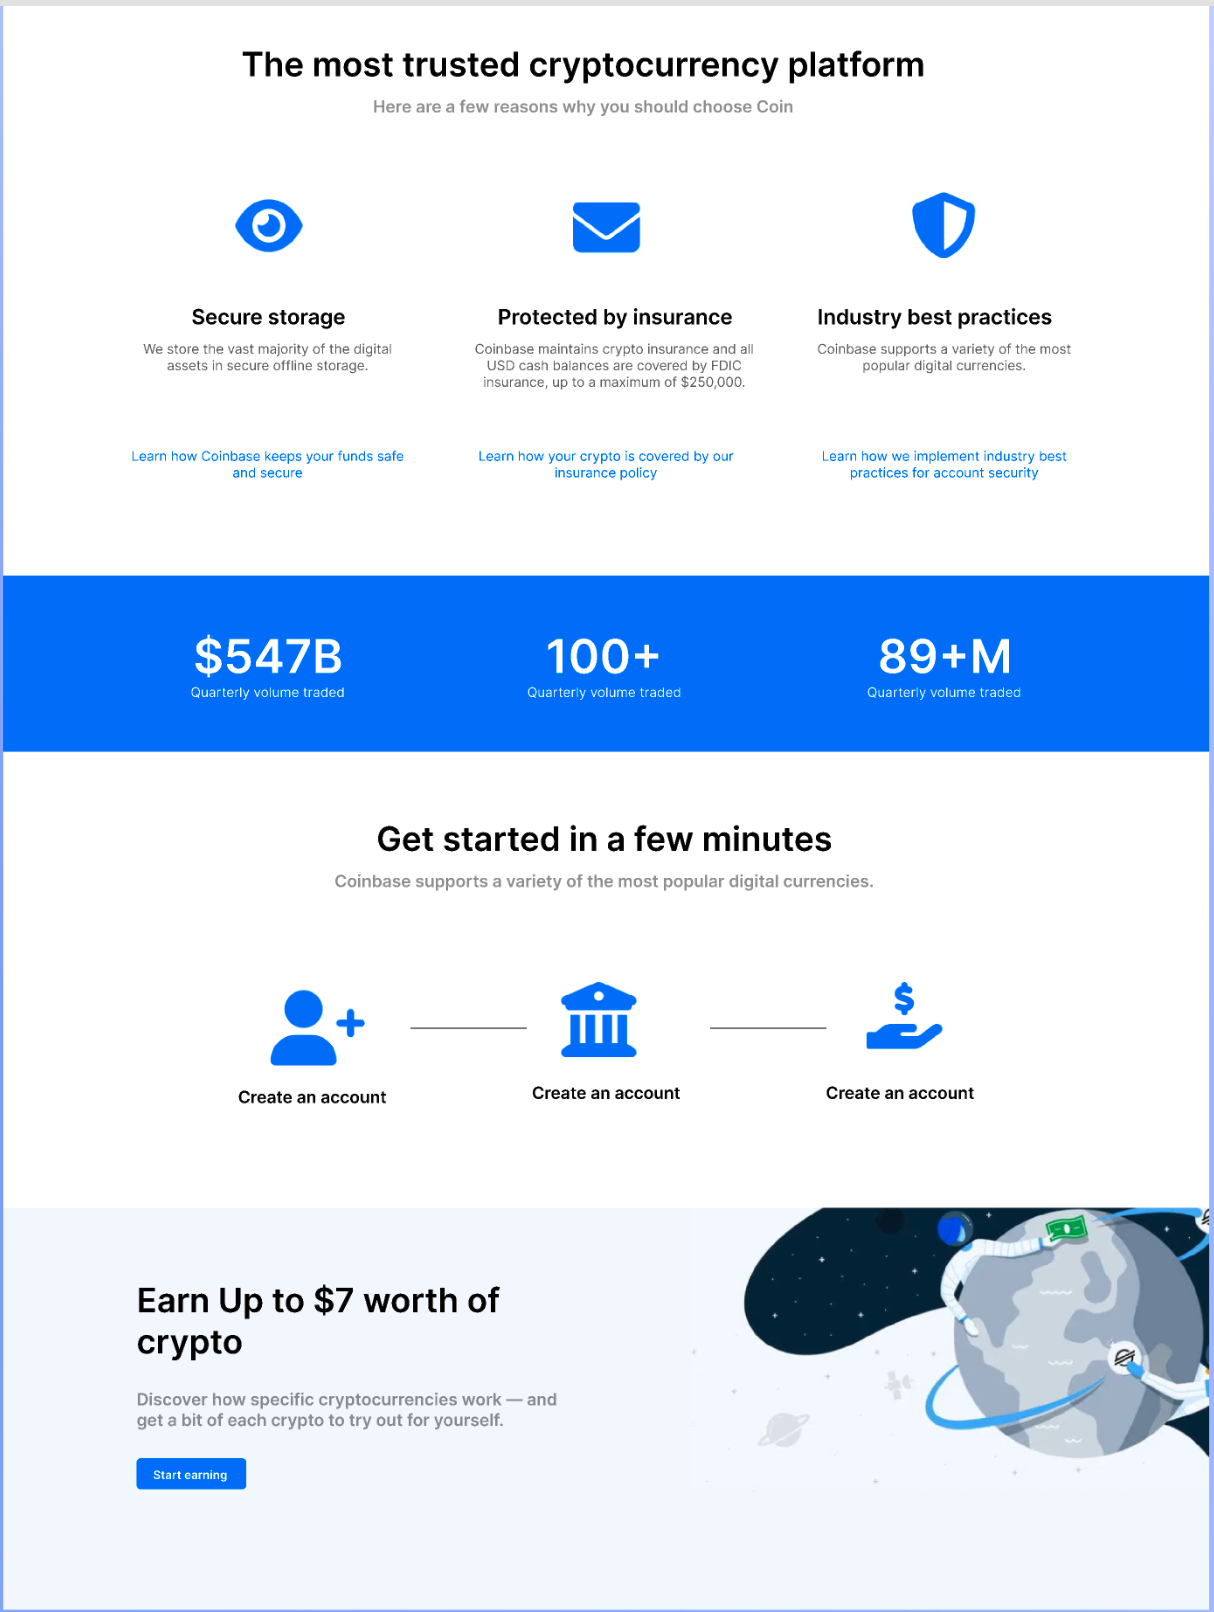 The most trusted cryptocurrency platform
Here are a few reasons why you should choose Coin
Secure storage
We store the vast majority of the digital
assets in secure offline storage.
Learn how Coinbase keeps your funds safe
and secure
Protected by insurance
Coinbase maintains crypto insurance and all
USD cash balances are covered by FDIC
insurance, up to a maximum of $250,000.
Learn how your crypto is covered by our
insurance policy
Industry best practices
Coinbase supports a variety of the most
popular digital currencies.
Learn how we implement industry best
practices for account security
$547B
Quarterly volume traded
100+
Quarterly volume traded
89+M
Quarterly volume traded
Get started in a few minutes
Coinbase supports a variety of the most popular digital currencies.
Create an account
Create an account
Create an account
Earn Up to $7 worth of
crypto
Discover how specific cryptocurrencies work — and
get a bit of each crypto to try out for yourself.
Start earning